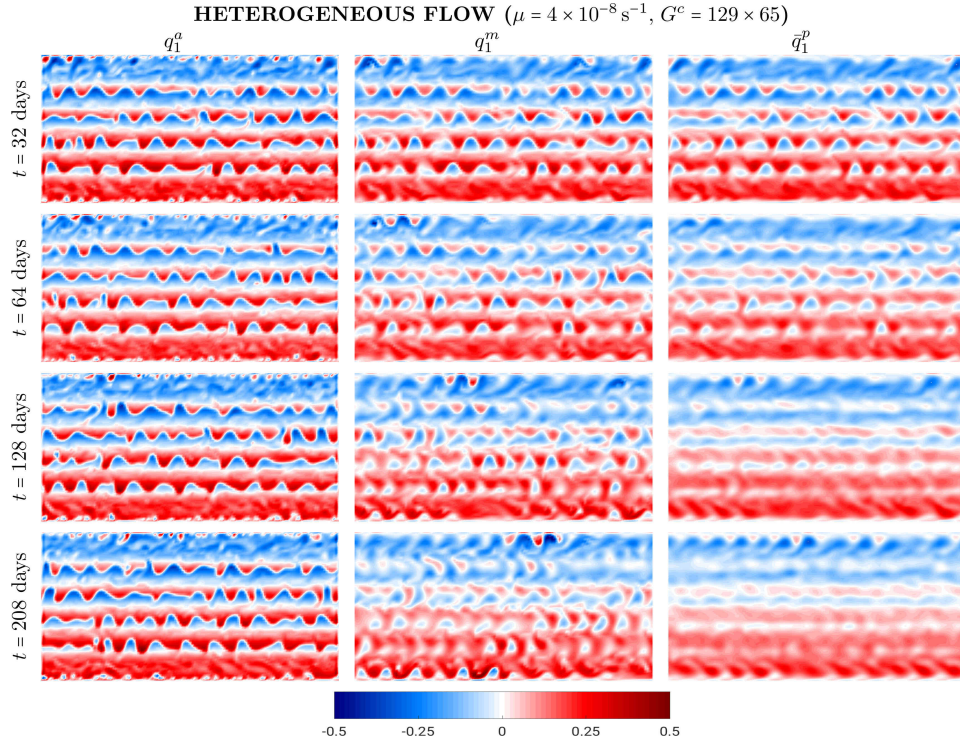 HETEROGENEOUS FLOW (μ = 4 × 10⁻⁸ s⁻¹, Gᶜ = 129 × 65)
q₁ᵃ q₁ᵐ q̄₁ᵖ
t = 32 days
t = 64 days
t = 128 days
t = 208 days
-0.5 -0.25 0 0.25 0.5